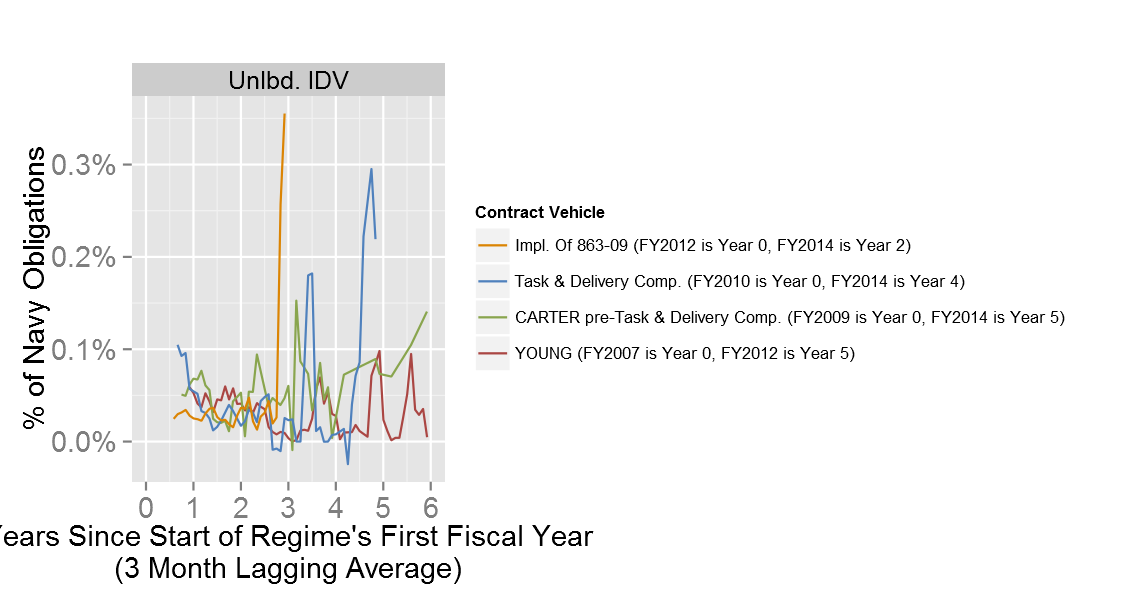 Unlbd. IDV
% of Navy Obligations
0.3%
0.2%
0.1%
0.0%
0 1 2 3 4 5 6
Years Since Start of Regime's First Fiscal Year
(3 Month Lagging Average)
Contract Vehicle
Impl. Of 863-09 (FY2012 is Year 0, FY2014 is Year 2)
Task & Delivery Comp. (FY2010 is Year 0, FY2014 is Year 4)
CARTER pre-Task & Delivery Comp. (FY2009 is Year 0, FY2014 is Year 5)
YOUNG (FY2007 is Year 0, FY2012 is Year 5)